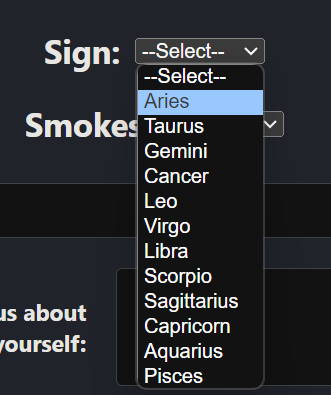 Sign: --Select--
--Select--
Aries
Taurus
Smokes
Gemini
Cancer
Leo
Virgo
Libra
Scorpio
Sagittarius
Capricorn
Aquarius
Pisces
us about
yourself: